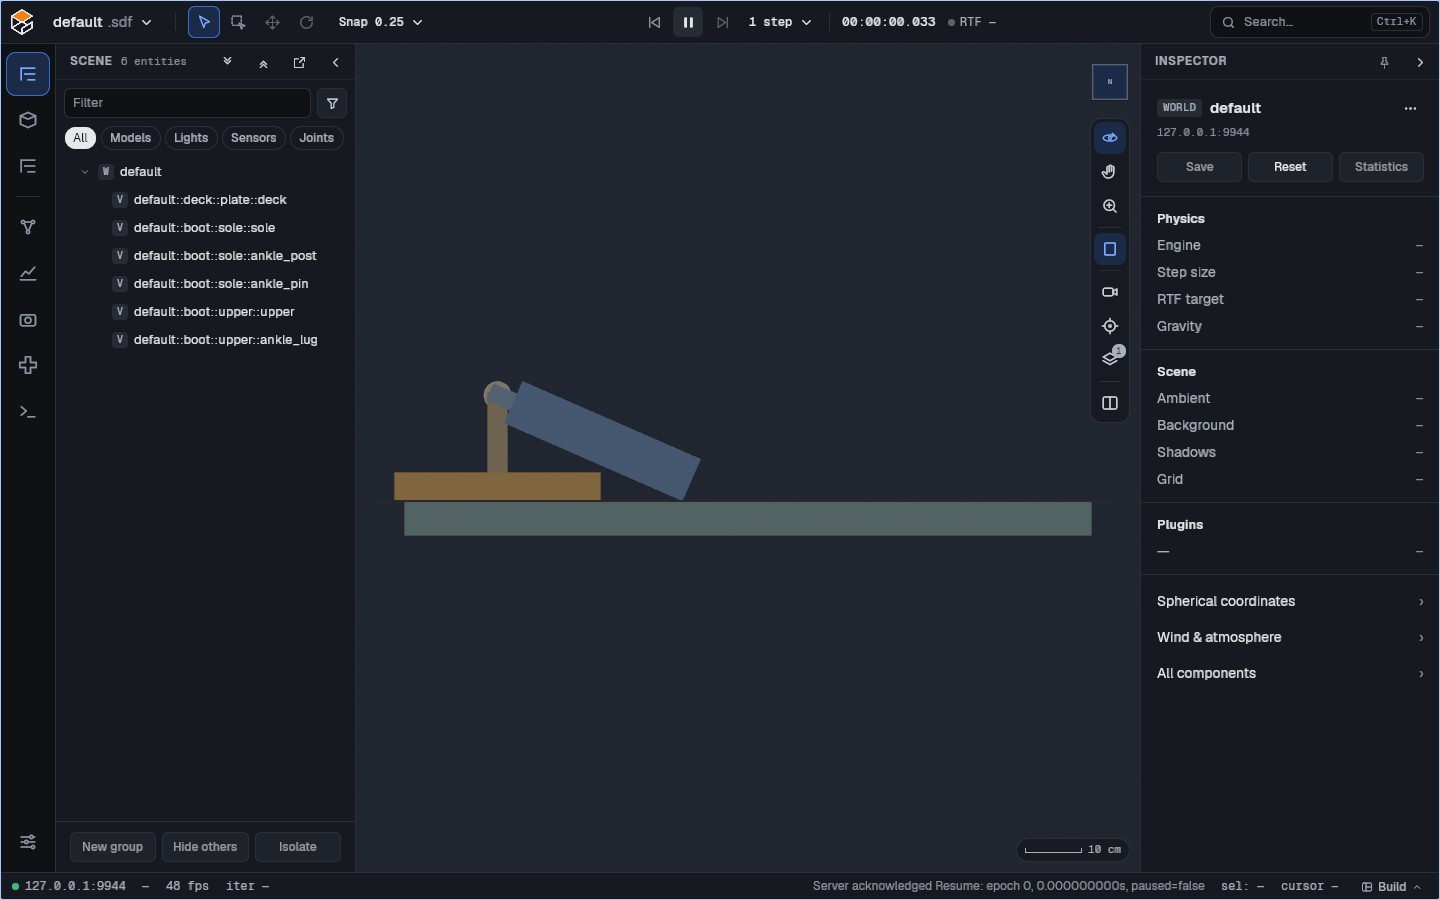 default .sdf
Snap 0.25
1 step
00:00:00.033
RTF –
Search...
Ctrl+K
SCENE 6 entities
Filter
All
Models
Lights
Sensors
Joints
W default
V default::deck::plate::deck
V default::boot::sole::sole
V default::boot::sole::ankle_post
V default::boot::sole::ankle_pin
V default::boot::upper::upper
V default::boot::upper::ankle_lug
New group
Hide others
Isolate
N
1
10 cm
INSPECTOR
WORLD default
127.0.0.1:9944
Save
Reset
Statistics
Physics
Engine –
Step size –
RTF target –
Gravity –
Scene
Ambient –
Background –
Shadows –
Grid –
Plugins
— –
Spherical coordinates
Wind & atmosphere
All components
127.0.0.1:9944 – 48 fps iter –
Server acknowledged Resume: epoch 0, 0.000000000s, paused=false
sel: –
cursor –
Build